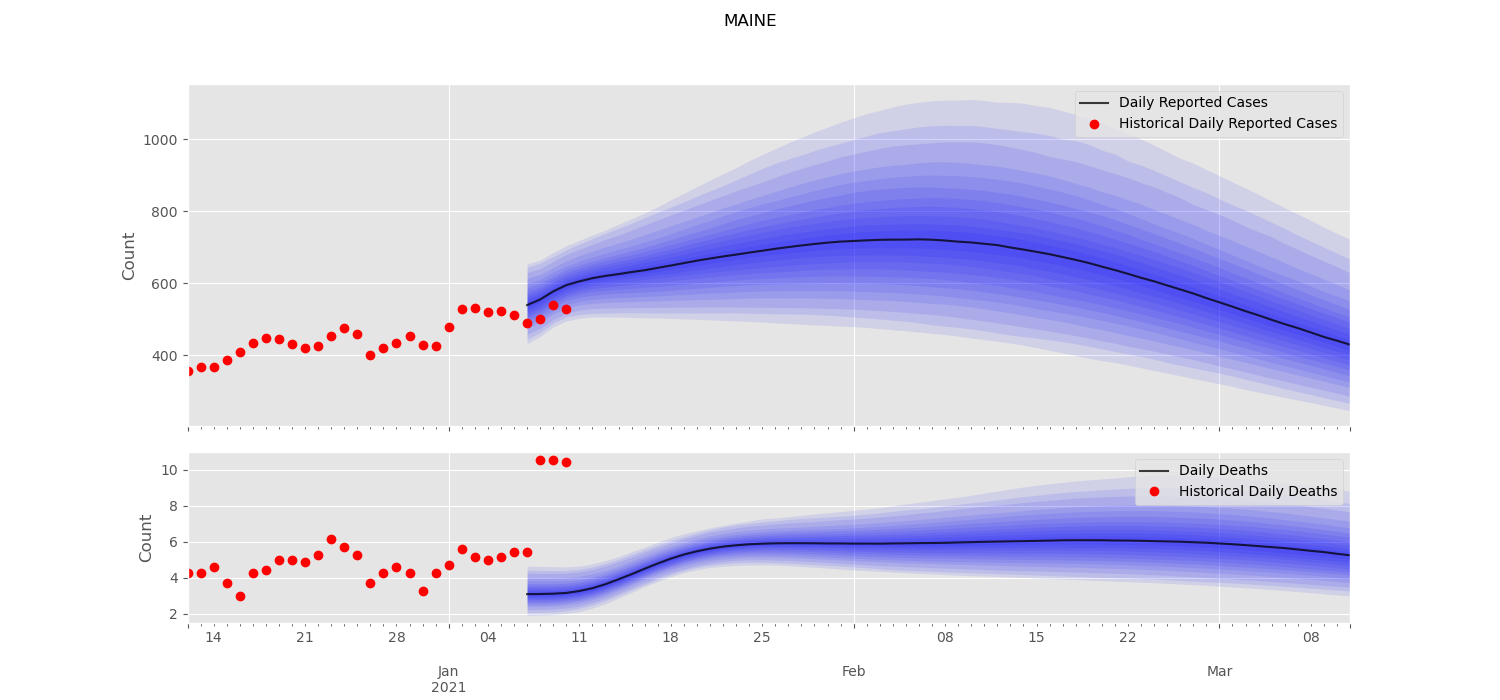 MAINE
Daily Reported Cases
Historical Daily Reported Cases
Count
1000
800
600
400
Daily Deaths
Historical Daily Deaths
Count
10
8
6
4
2
14 21 28 04 11 18 25 08 15 22 08
Jan Feb Mar
2021